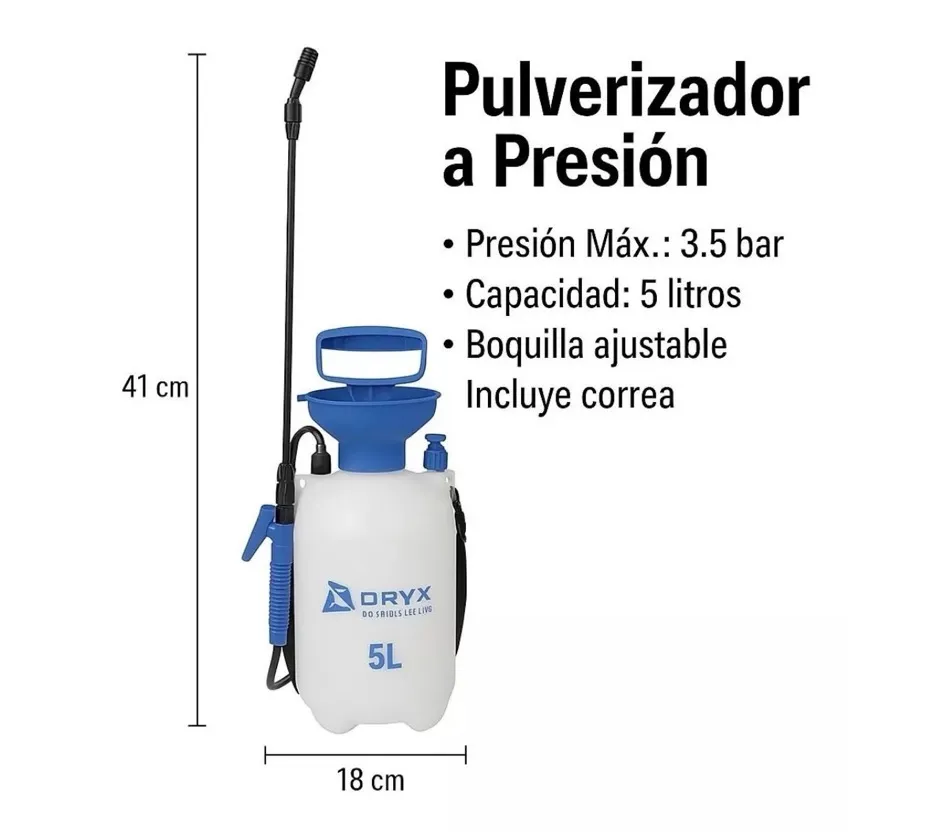 Pulverizador
a Presión
• Presión Máx.: 3.5 bar
• Capacidad: 5 litros
• Boquilla ajustable
Incluye correa
41 cm
DRYX
DO SRIOLS LEE LIVG
5L
18 cm